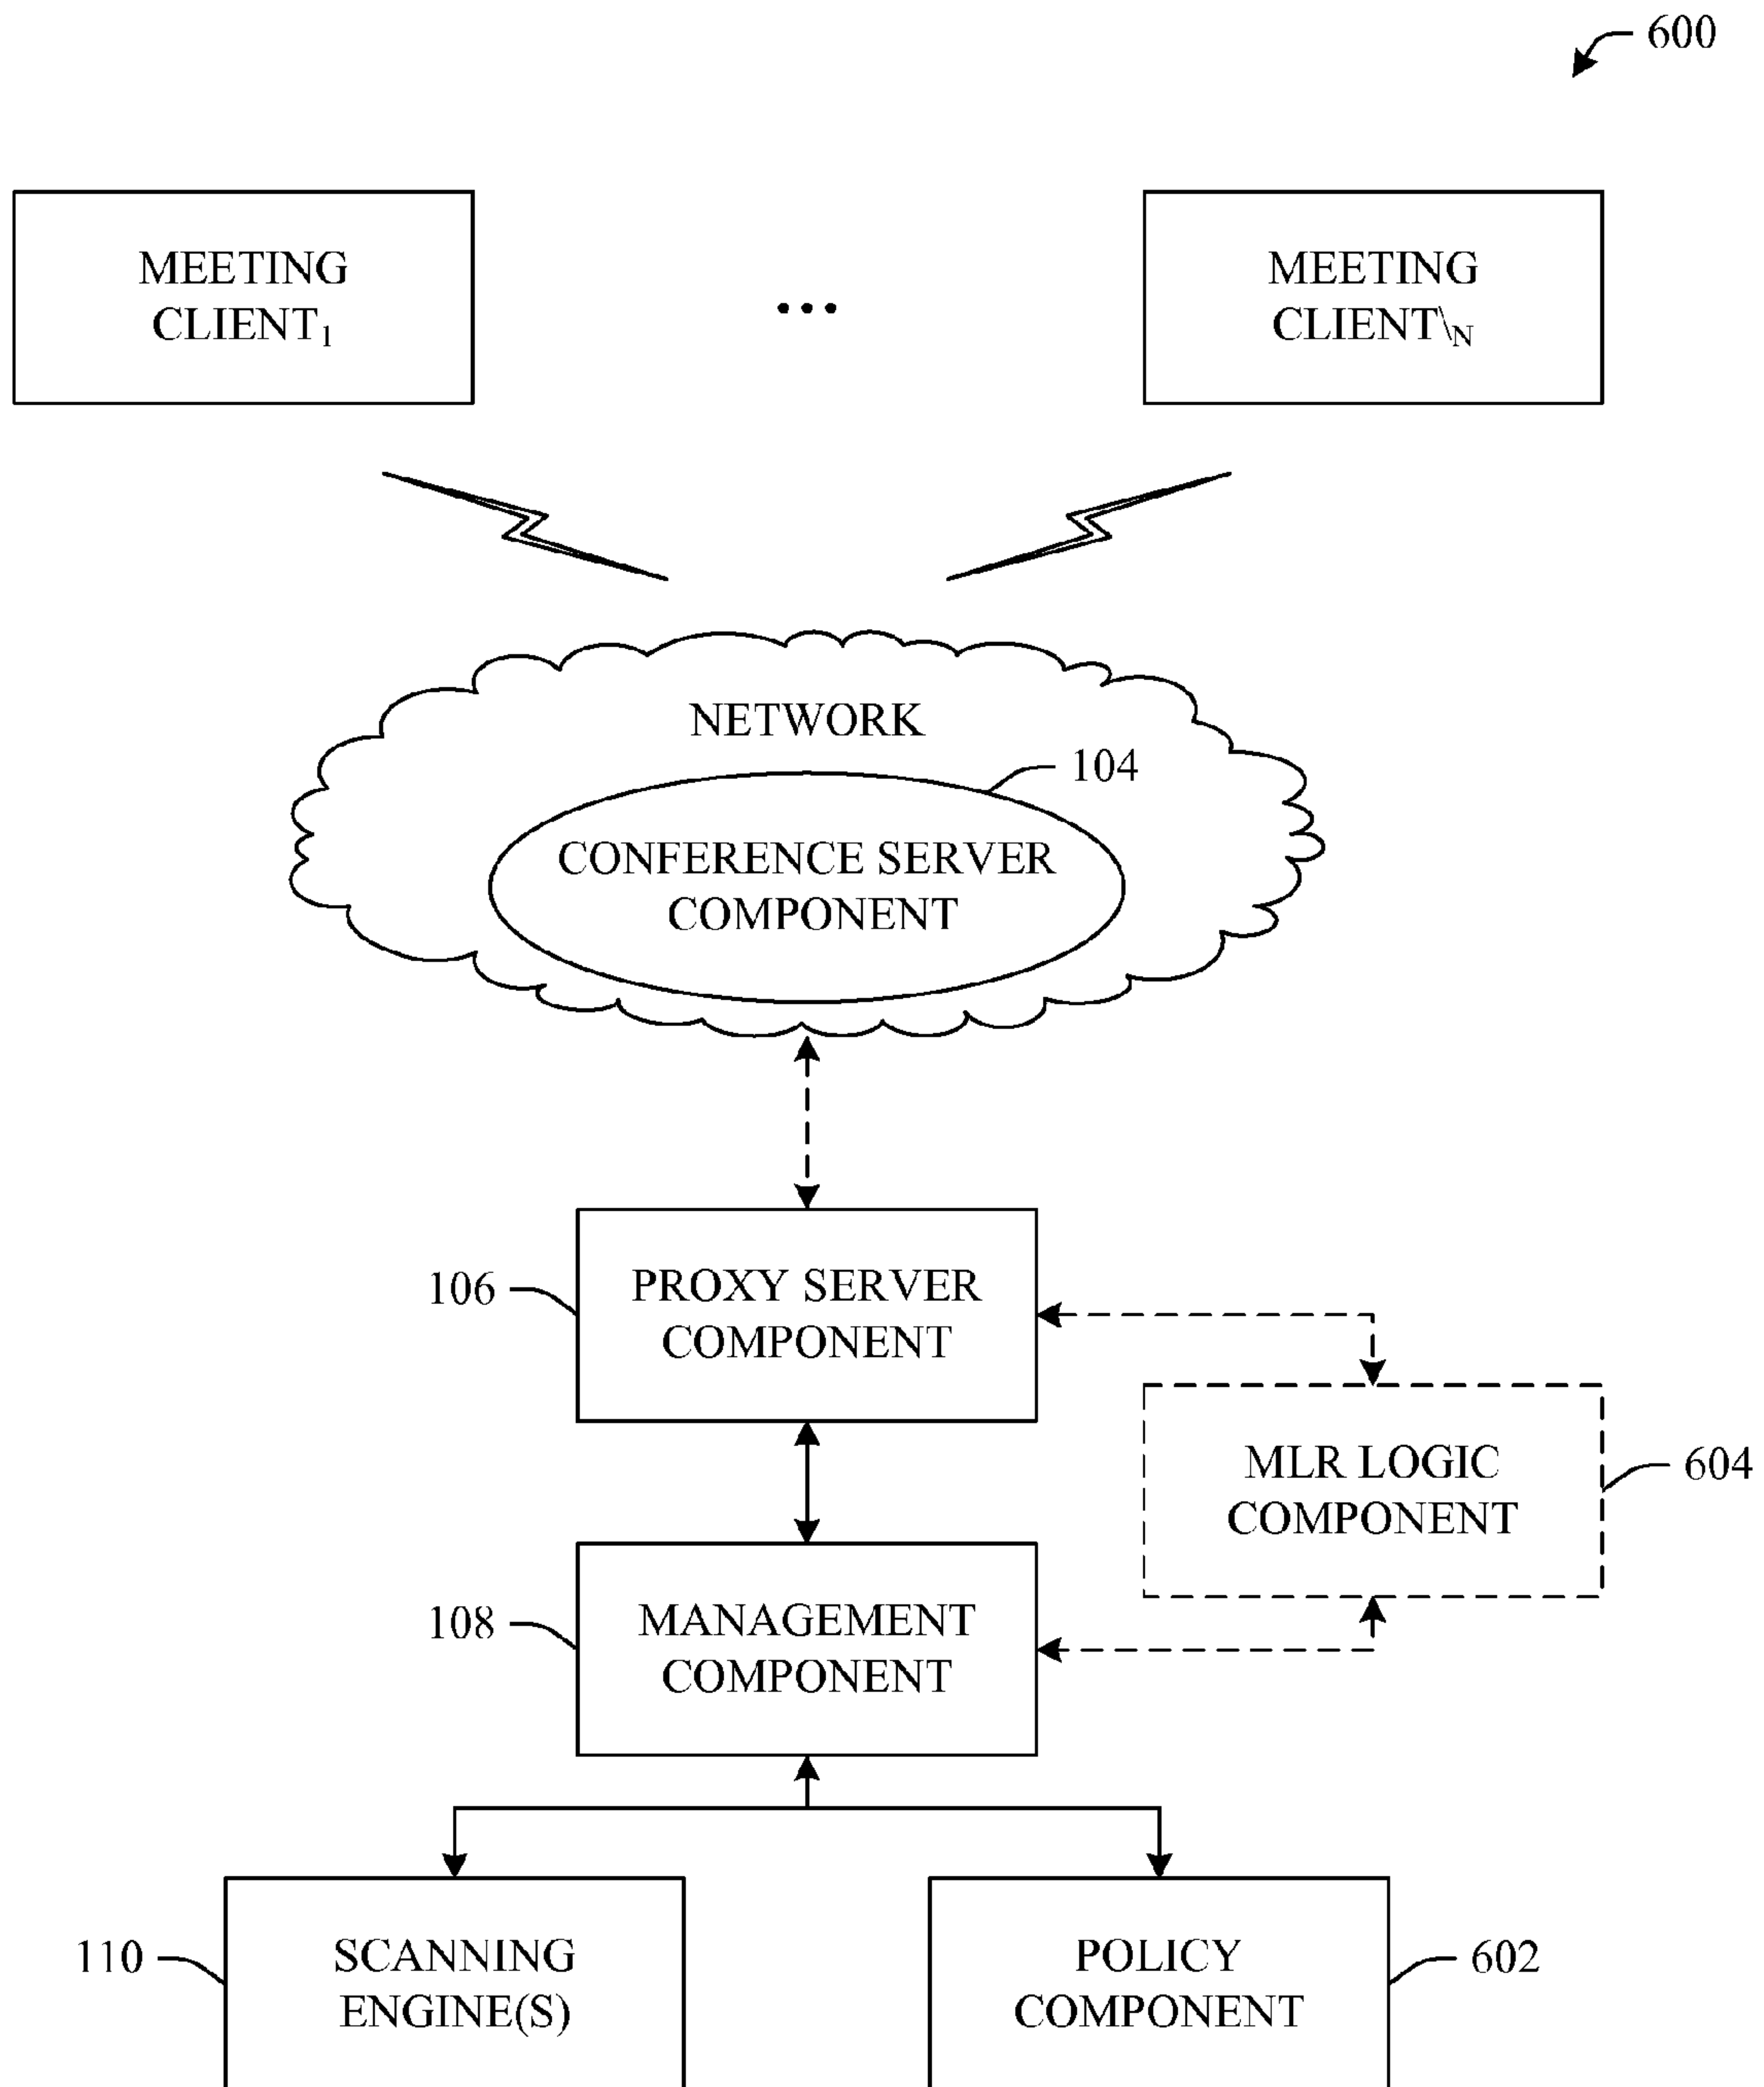 600
MEETING
CLIENT₁
...
MEETING
CLIENT\ₙ
NETWORK
104
CONFERENCE SERVER
COMPONENT
106
PROXY SERVER
COMPONENT
MLR LOGIC
COMPONENT
604
108
MANAGEMENT
COMPONENT
110
SCANNING
ENGINE(S)
POLICY
COMPONENT
602